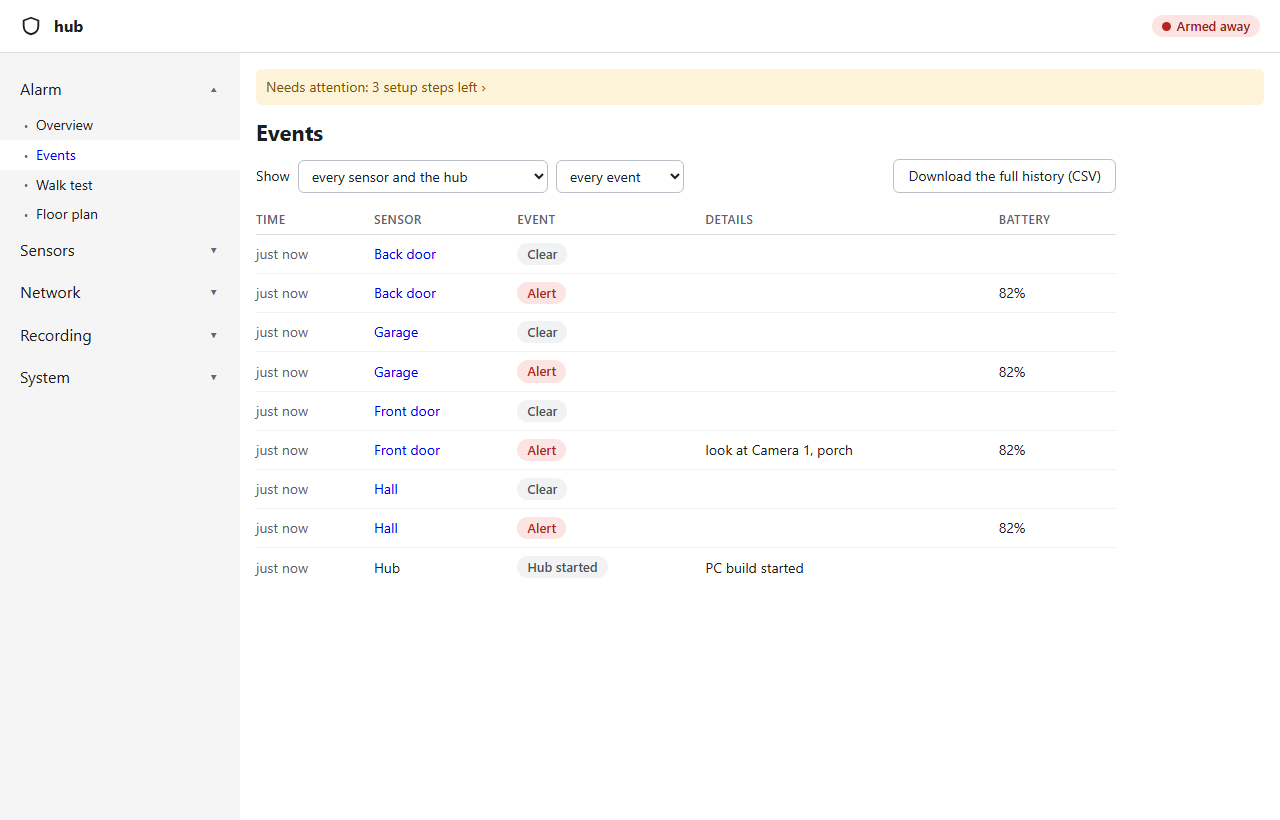 hub
Armed away
Alarm
Overview
Events
Walk test
Floor plan
Sensors
Network
Recording
System
Needs attention: 3 setup steps left ›
Events
Show every sensor and the hub every event Download the full history (CSV)
TIME SENSOR EVENT DETAILS BATTERY
just now Back door Clear
just now Back door Alert 82%
just now Garage Clear
just now Garage Alert 82%
just now Front door Clear
just now Front door Alert look at Camera 1, porch 82%
just now Hall Clear
just now Hall Alert 82%
just now Hub Hub started PC build started